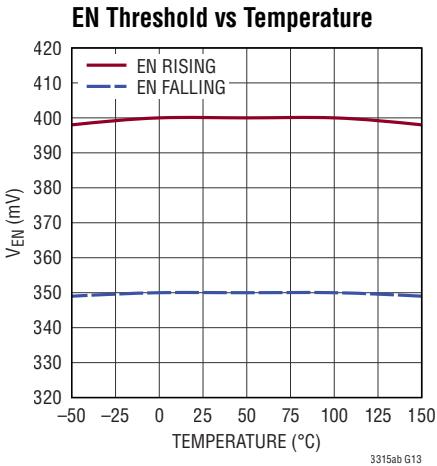 EN Threshold vs Temperature
420
410
400
390
380
370
360
350
340
330
320
V_EN (mV)
EN RISING
EN FALLING
–50 –25 0 25 50 75 100 125 150
TEMPERATURE (°C)
3315ab G13